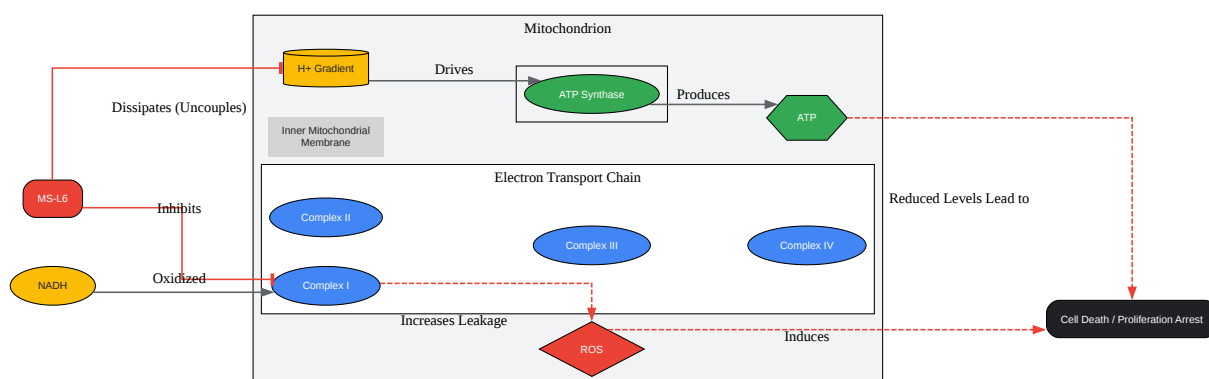 Mitochondrion
H+ Gradient
Drives
ATP Synthase
Produces
Dissipates (Uncouples)
ATP
Inner Mitochondrial
Membrane
Electron Transport Chain
MS-L6
Inhibits
Reduced Levels Lead to
Complex II
Complex III
Complex IV
NADH
Oxidized
Complex I
Increases Leakage
Cell Death / Proliferation Arrest
Induces
ROS